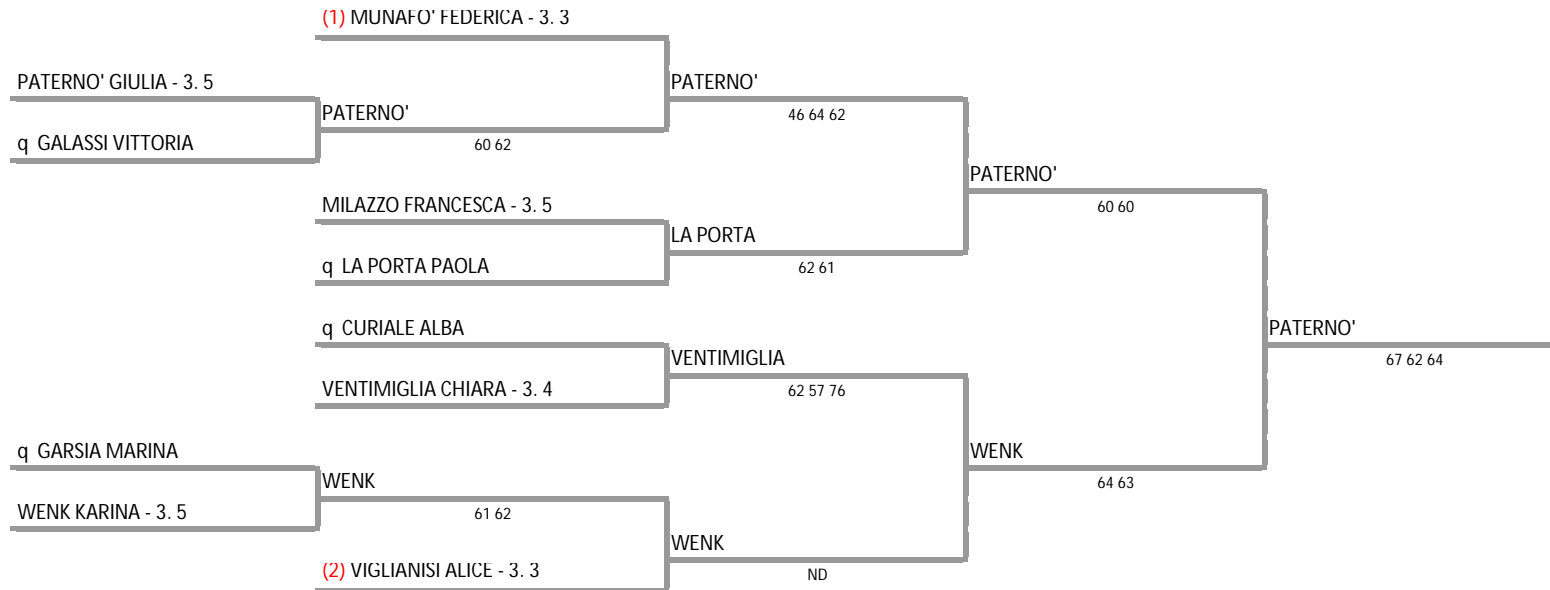 (1) MUNAFO' FEDERICA - 3. 3
PATERNO' GIULIA - 3. 5
PATERNO'
PATERNO'
46 64 62
q GALASSI VITTORIA
60 62
PATERNO'
60 60
MILAZZO FRANCESCA - 3. 5
LA PORTA
62 61
q LA PORTA PAOLA
q CURIALE ALBA
PATERNO'
67 62 64
VENTIMIGLIA
62 57 76
VENTIMIGLIA CHIARA - 3. 4
q GARSIA MARINA
WENK
64 63
WENK
61 62
WENK KARINA - 3. 5
WENK
ND
(2) VIGLIANISI ALICE - 3. 3